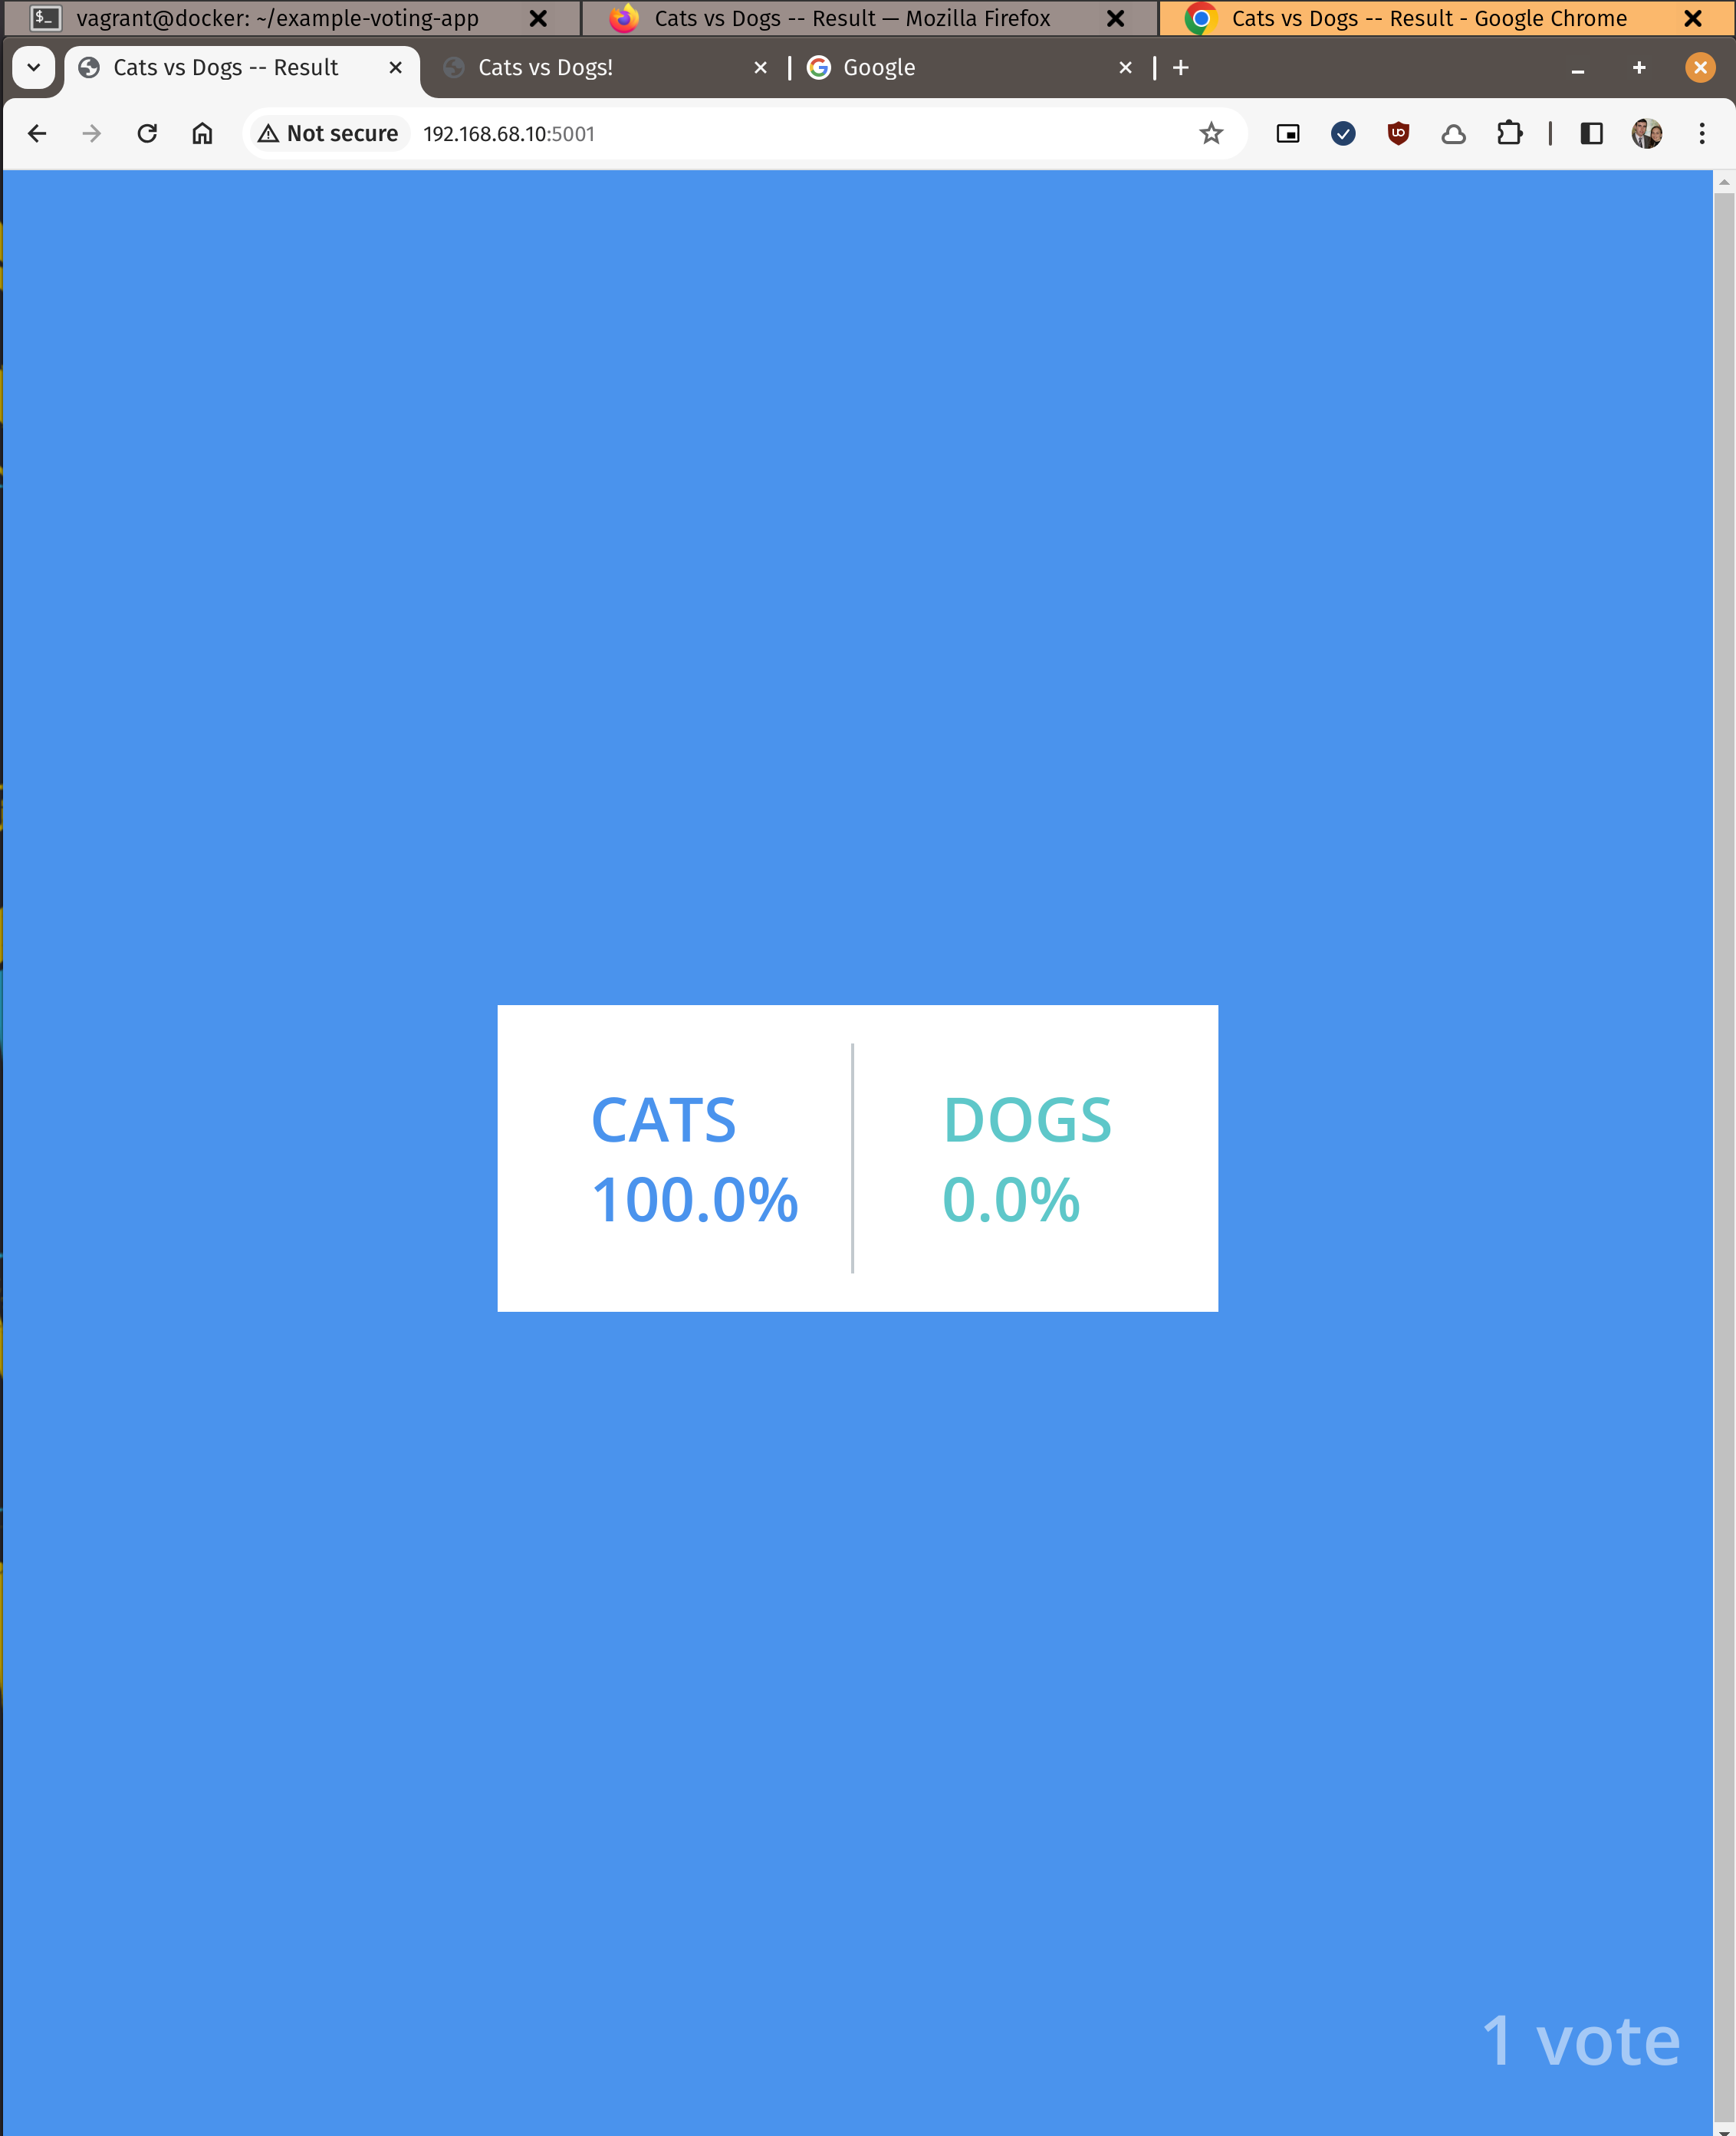 vagrant@docker: ~/example-voting-app
Cats vs Dogs -- Result — Mozilla Firefox
Cats vs Dogs -- Result - Google Chrome
Cats vs Dogs -- Result
Cats vs Dogs!
Google
Not secure
192.168.68.10:5001
CATS
100.0%
DOGS
0.0%
1 vote